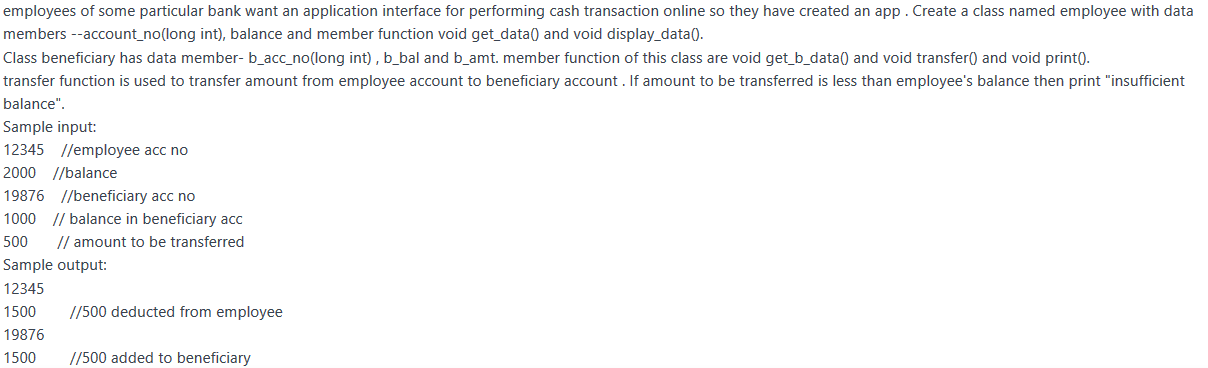 employees of some particular bank want an application interface for performing cash transaction online so they have created an app . Create a class named employee with data
members --account_no(long int), balance and member function void get_data() and void display_data().
Class beneficiary has data member- b_acc_no(long int) , b_bal and b_amt. member function of this class are void get_b_data() and void transfer() and void print().
transfer function is used to transfer amount from employee account to beneficiary account . If amount to be transferred is less than employee's balance then print "insufficient
balance".
Sample input:
12345 //employee acc no
2000 //balance
19876 //beneficiary acc no
1000 // balance in beneficiary acc
500 // amount to be transferred
Sample output:
12345
1500 //500 deducted from employee
19876
1500 //500 added to beneficiary